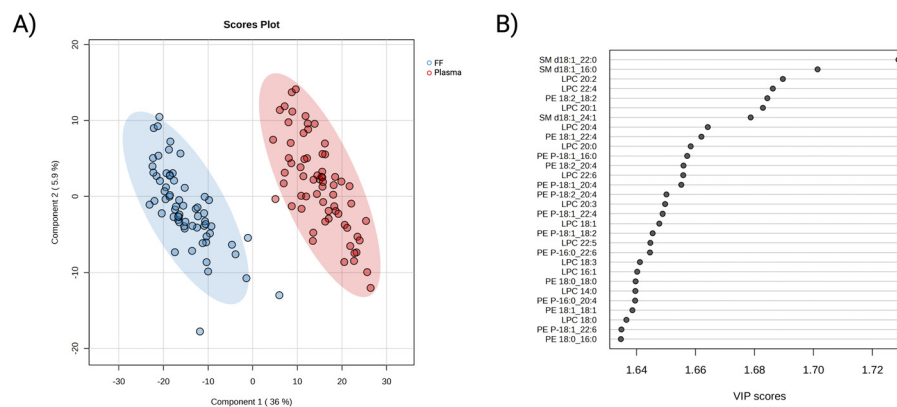 A)
Scores Plot
Component 2 ( 5.9 %)
20
10
0
-10
-20
-30
-20
-10
0
10
20
30
Component 1 ( 36 %)
FF
Plasma
B)
SM d18:1_22:0
SM d18:1_16:0
LPC 20:2
LPC 22:4
PE 18:2_18:2
LPC 20:1
SM d18:1_24:1
LPC 20:4
PE 18:1_22:4
LPC 20:0
PE P-18:1_16:0
PE 18:2_20:4
LPC 22:6
PE P-18:1_20:4
PE P-18:2_20:4
LPC 20:3
PE P-18:1_22:4
LPC 18:1
PE P-18:1_18:2
LPC 22:5
PE P-16:0_22:6
LPC 18:3
LPC 16:1
PE 18:0_18:0
LPC 14:0
PE P-16:0_20:4
PE 18:1_18:1
LPC 18:0
PE P-18:1_22:6
PE 18:0_16:0
1.64
1.66
1.68
1.70
1.72
VIP scores